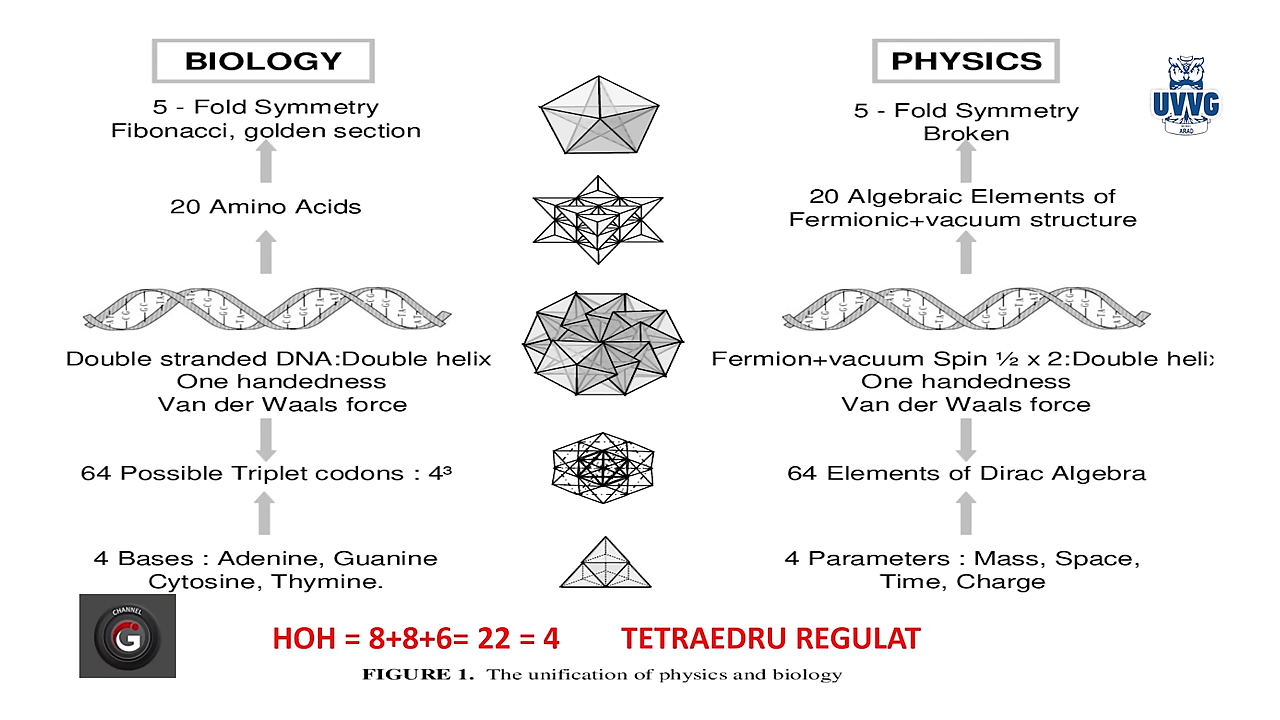 BIOLOGY
5 - Fold Symmetry
Fibonacci, golden section
20 Amino Acids
Double stranded DNA:Double helix
One handedness
Van der Waals force
64 Possible Triplet codons : 4³
4 Bases : Adenine, Guanine
Cytosine, Thymine.
PHYSICS
5 - Fold Symmetry
Broken
20 Algebraic Elements of
Fermionic+vacuum structure
Fermion+vacuum Spin ½ x 2:Double heli
One handedness
Van der Waals force
64 Elements of Dirac Algebra
4 Parameters : Mass, Space,
Time, Charge
UVVG
ARAD
CHANNEL
G
HOH = 8+8+6= 22 = 4 TETRAEDRU REGULAT
FIGURE 1. The unification of physics and biology